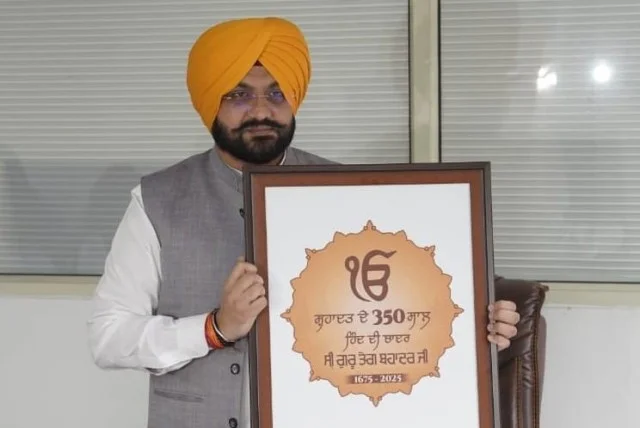 ੴ
ਸ਼ਹਾਦਤ ਦੇ 350 ਸਾਲ
ਹਿੰਦ ਦੀ ਚਾਦਰ
ਸ੍ਰੀ ਗੁਰੂ ਤੇਗ ਬਹਾਦਰ ਜੀ
1675-2025